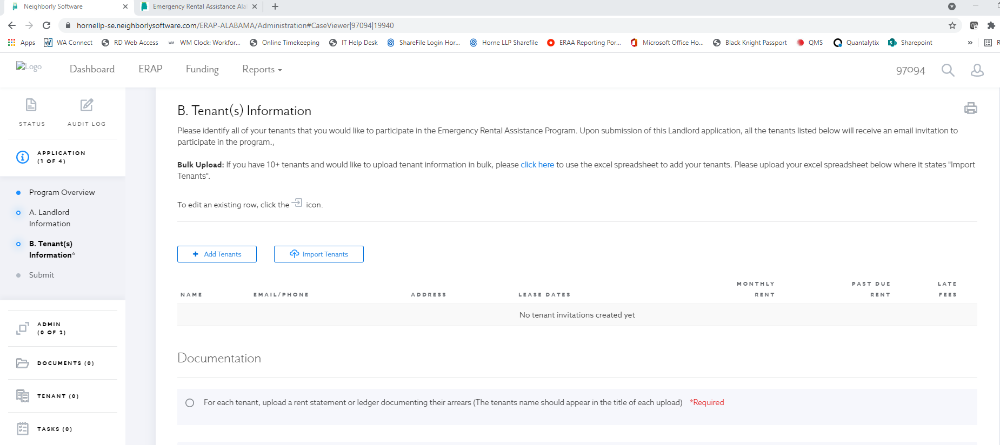 Neighborly Software
Emergency Rental Assistance Ala
hornellp-se.neighborlysoftware.com/ERAP-ALABAMA/Administration#CaseViewer|97094|19940
Apps WA Connect RD Web Access WM Clock: Workfor... Online Timekeeping IT Help Desk ShareFile Login Hor... Horne LLP Sharefile ERAA Reporting Por... Microsoft Office Ho... Black Knight Passport QMS Quantalytix Sharepoint » R
Logo Dashboard ERAP Funding Reports 97094
STATUS AUDIT LOG
APPLICATION
(1 OF 4)
Program Overview
A. Landlord
Information
B. Tenant(s)
Information*
Submit
ADMIN
(0 OF 2)
DOCUMENTS (0)
TENANT (0)
TASKS (0)
B. Tenant(s) Information
Please identify all of your tenants that you would like to participate in the Emergency Rental Assistance Program. Upon submission of this Landlord application, all the tenants listed below will receive an email invitation to
participate in the program.,
Bulk Upload: If you have 10+ tenants and would like to upload tenant information in bulk, please click here to use the excel spreadsheet to add your tenants. Please upload your excel spreadsheet below where it states "Import
Tenants".
To edit an existing row, click the icon.
+ Add Tenants Import Tenants
NAME EMAIL/PHONE ADDRESS LEASE DATES MONTHLY RENT PAST DUE RENT LATE FEES
No tenant invitations created yet
Documentation
For each tenant, upload a rent statement or ledger documenting their arrears (The tenants name should appear in the title of each upload) *Required